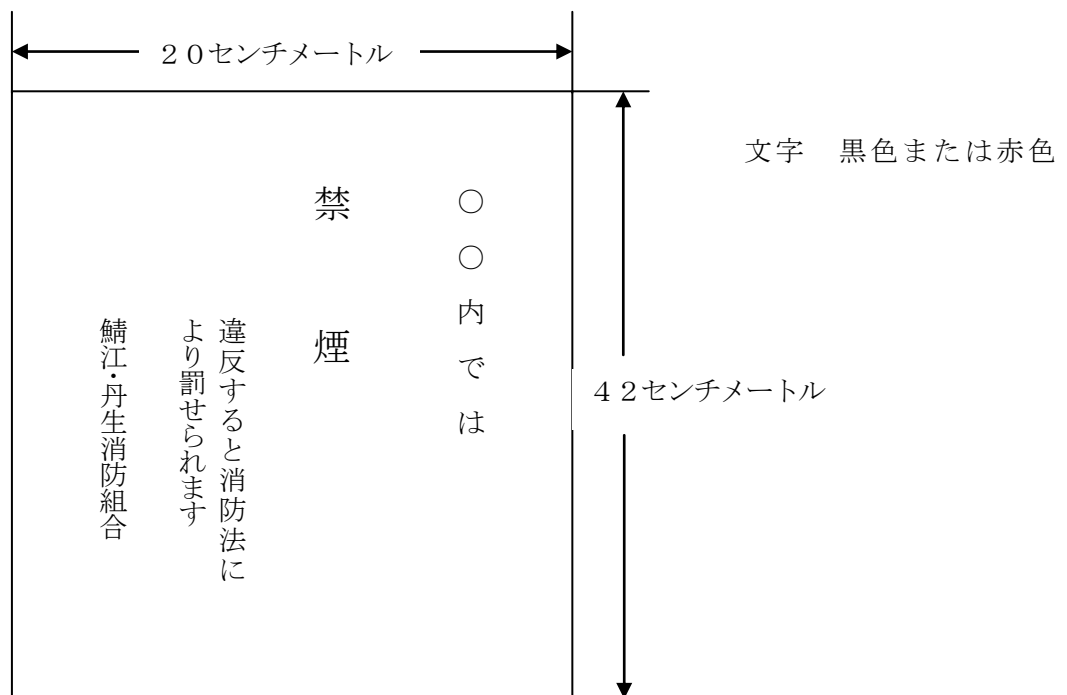 ２０センチメートル
文字　黒色または赤色
○○内では
禁煙
違反すると消防法に
より罰せられます
鯖江・丹生消防組合
４２センチメートル